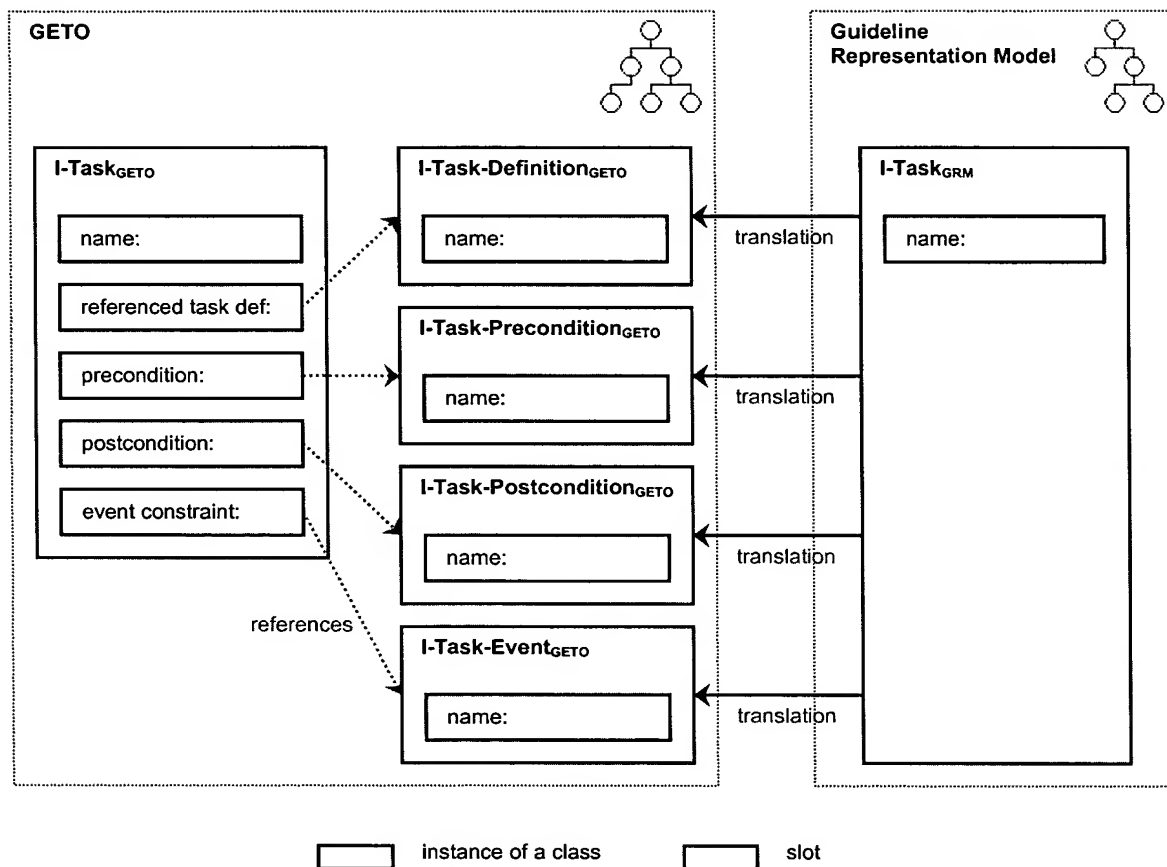 GETO
Guideline
Representation Model
I-TaskGETO
name:
referenced task def:
precondition:
postcondition:
event constraint:
references
I-Task-DefinitionGETO
name:
I-Task-PreconditionGETO
name:
I-Task-PostconditionGETO
name:
I-Task-EventGETO
name:
translation
translation
translation
translation
I-TaskGRM
name:
instance of a class
slot